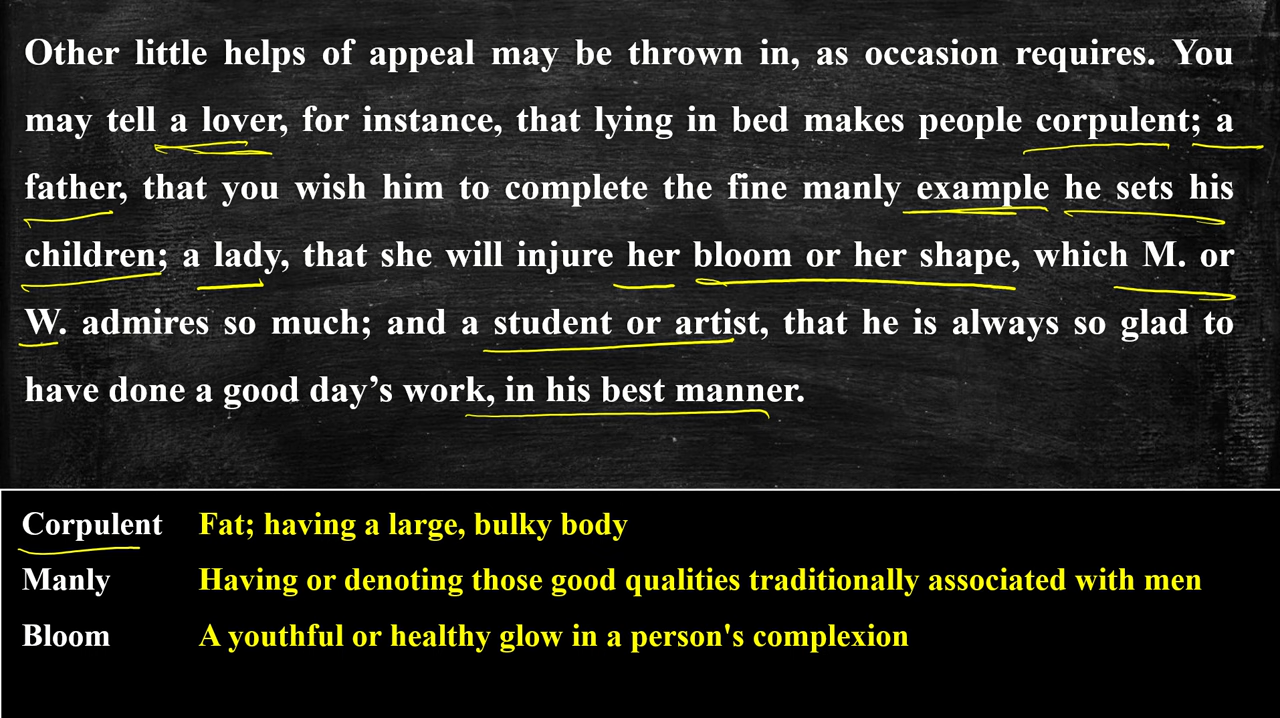 Other little helps of appeal may be thrown in, as occasion requires. You
may tell a lover, for instance, that lying in bed makes people corpulent; a
father, that you wish him to complete the fine manly example he sets his
children; a lady, that she will injure her bloom or her shape, which M. or
W. admires so much; and a student or artist, that he is always so glad to
have done a good day’s work, in his best manner.
Corpulent Fat; having a large, bulky body
Manly Having or denoting those good qualities traditionally associated with men
Bloom A youthful or healthy glow in a person's complexion